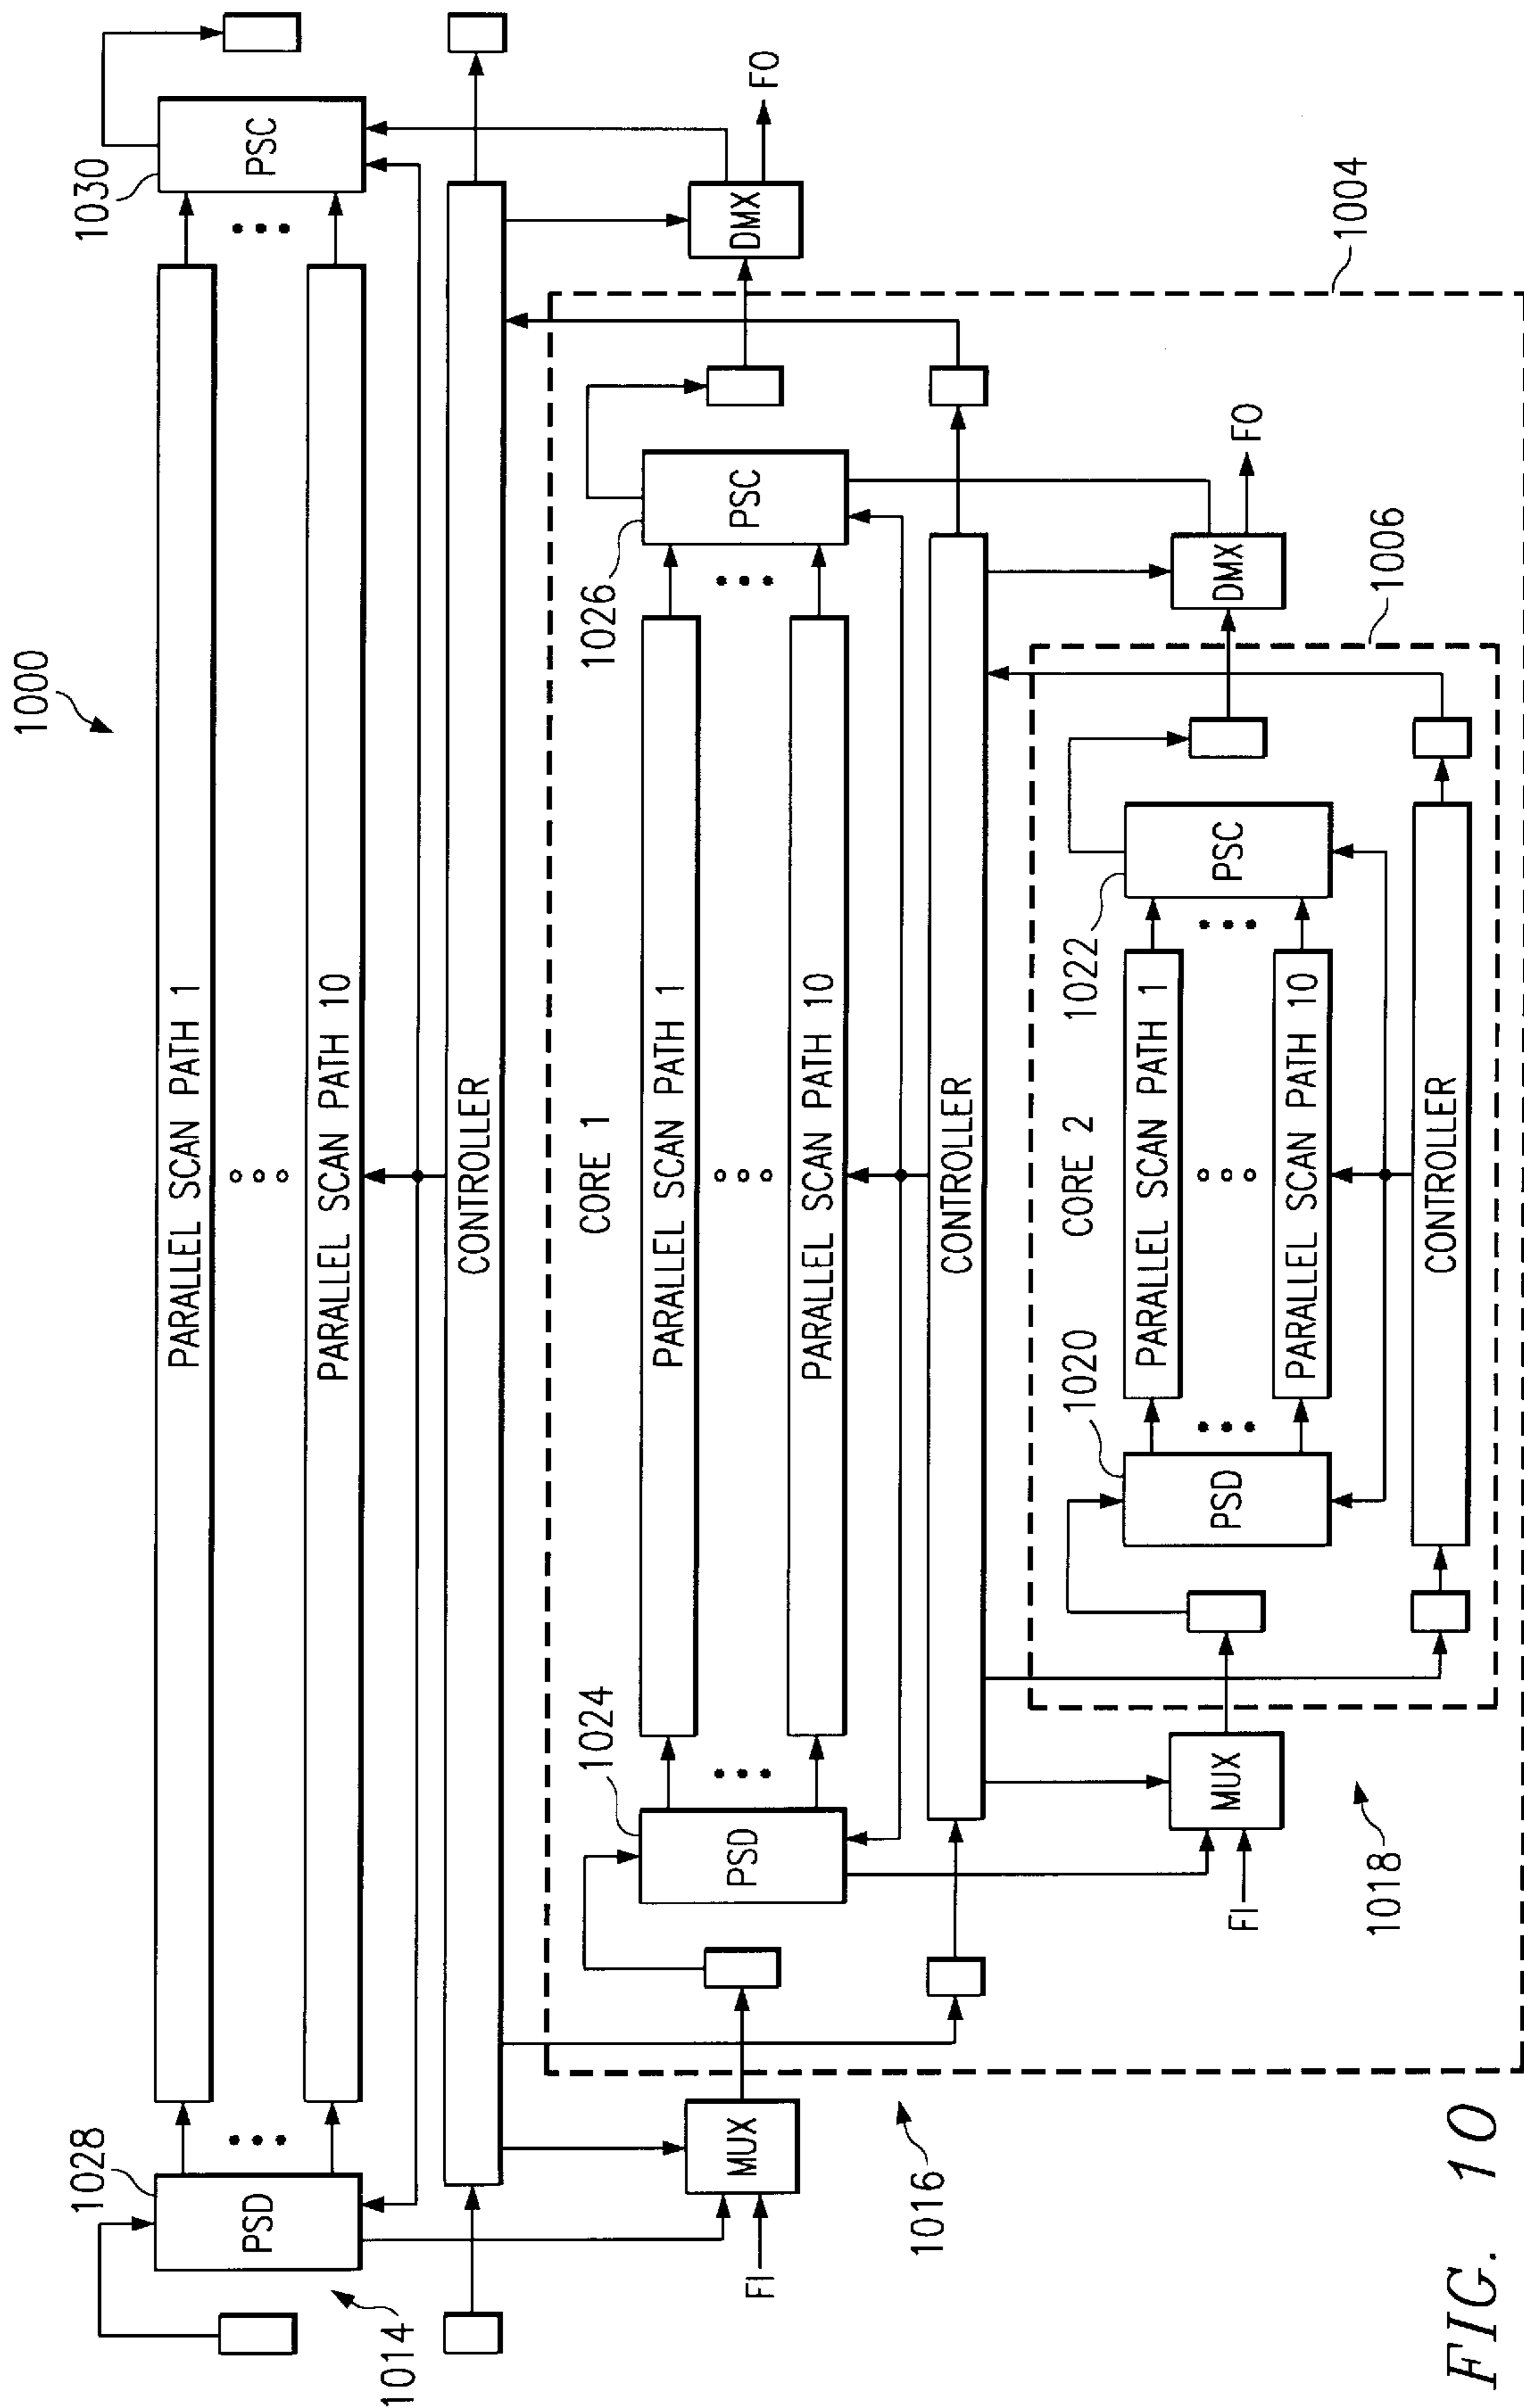 1000
1028
PSD
1014
PARALLEL SCAN PATH 1
PARALLEL SCAN PATH 10
1030
PSC
CONTROLLER
MUX
FI
1016
DMX
FO
1004
CORE 1
1024
PSD
PARALLEL SCAN PATH 1
PARALLEL SCAN PATH 10
1026
PSC
CONTROLLER
MUX
FI
1018
DMX
FO
1006
CORE 2
1020
PSD
PARALLEL SCAN PATH 1
PARALLEL SCAN PATH 10
1022
PSC
CONTROLLER
FIG. 10